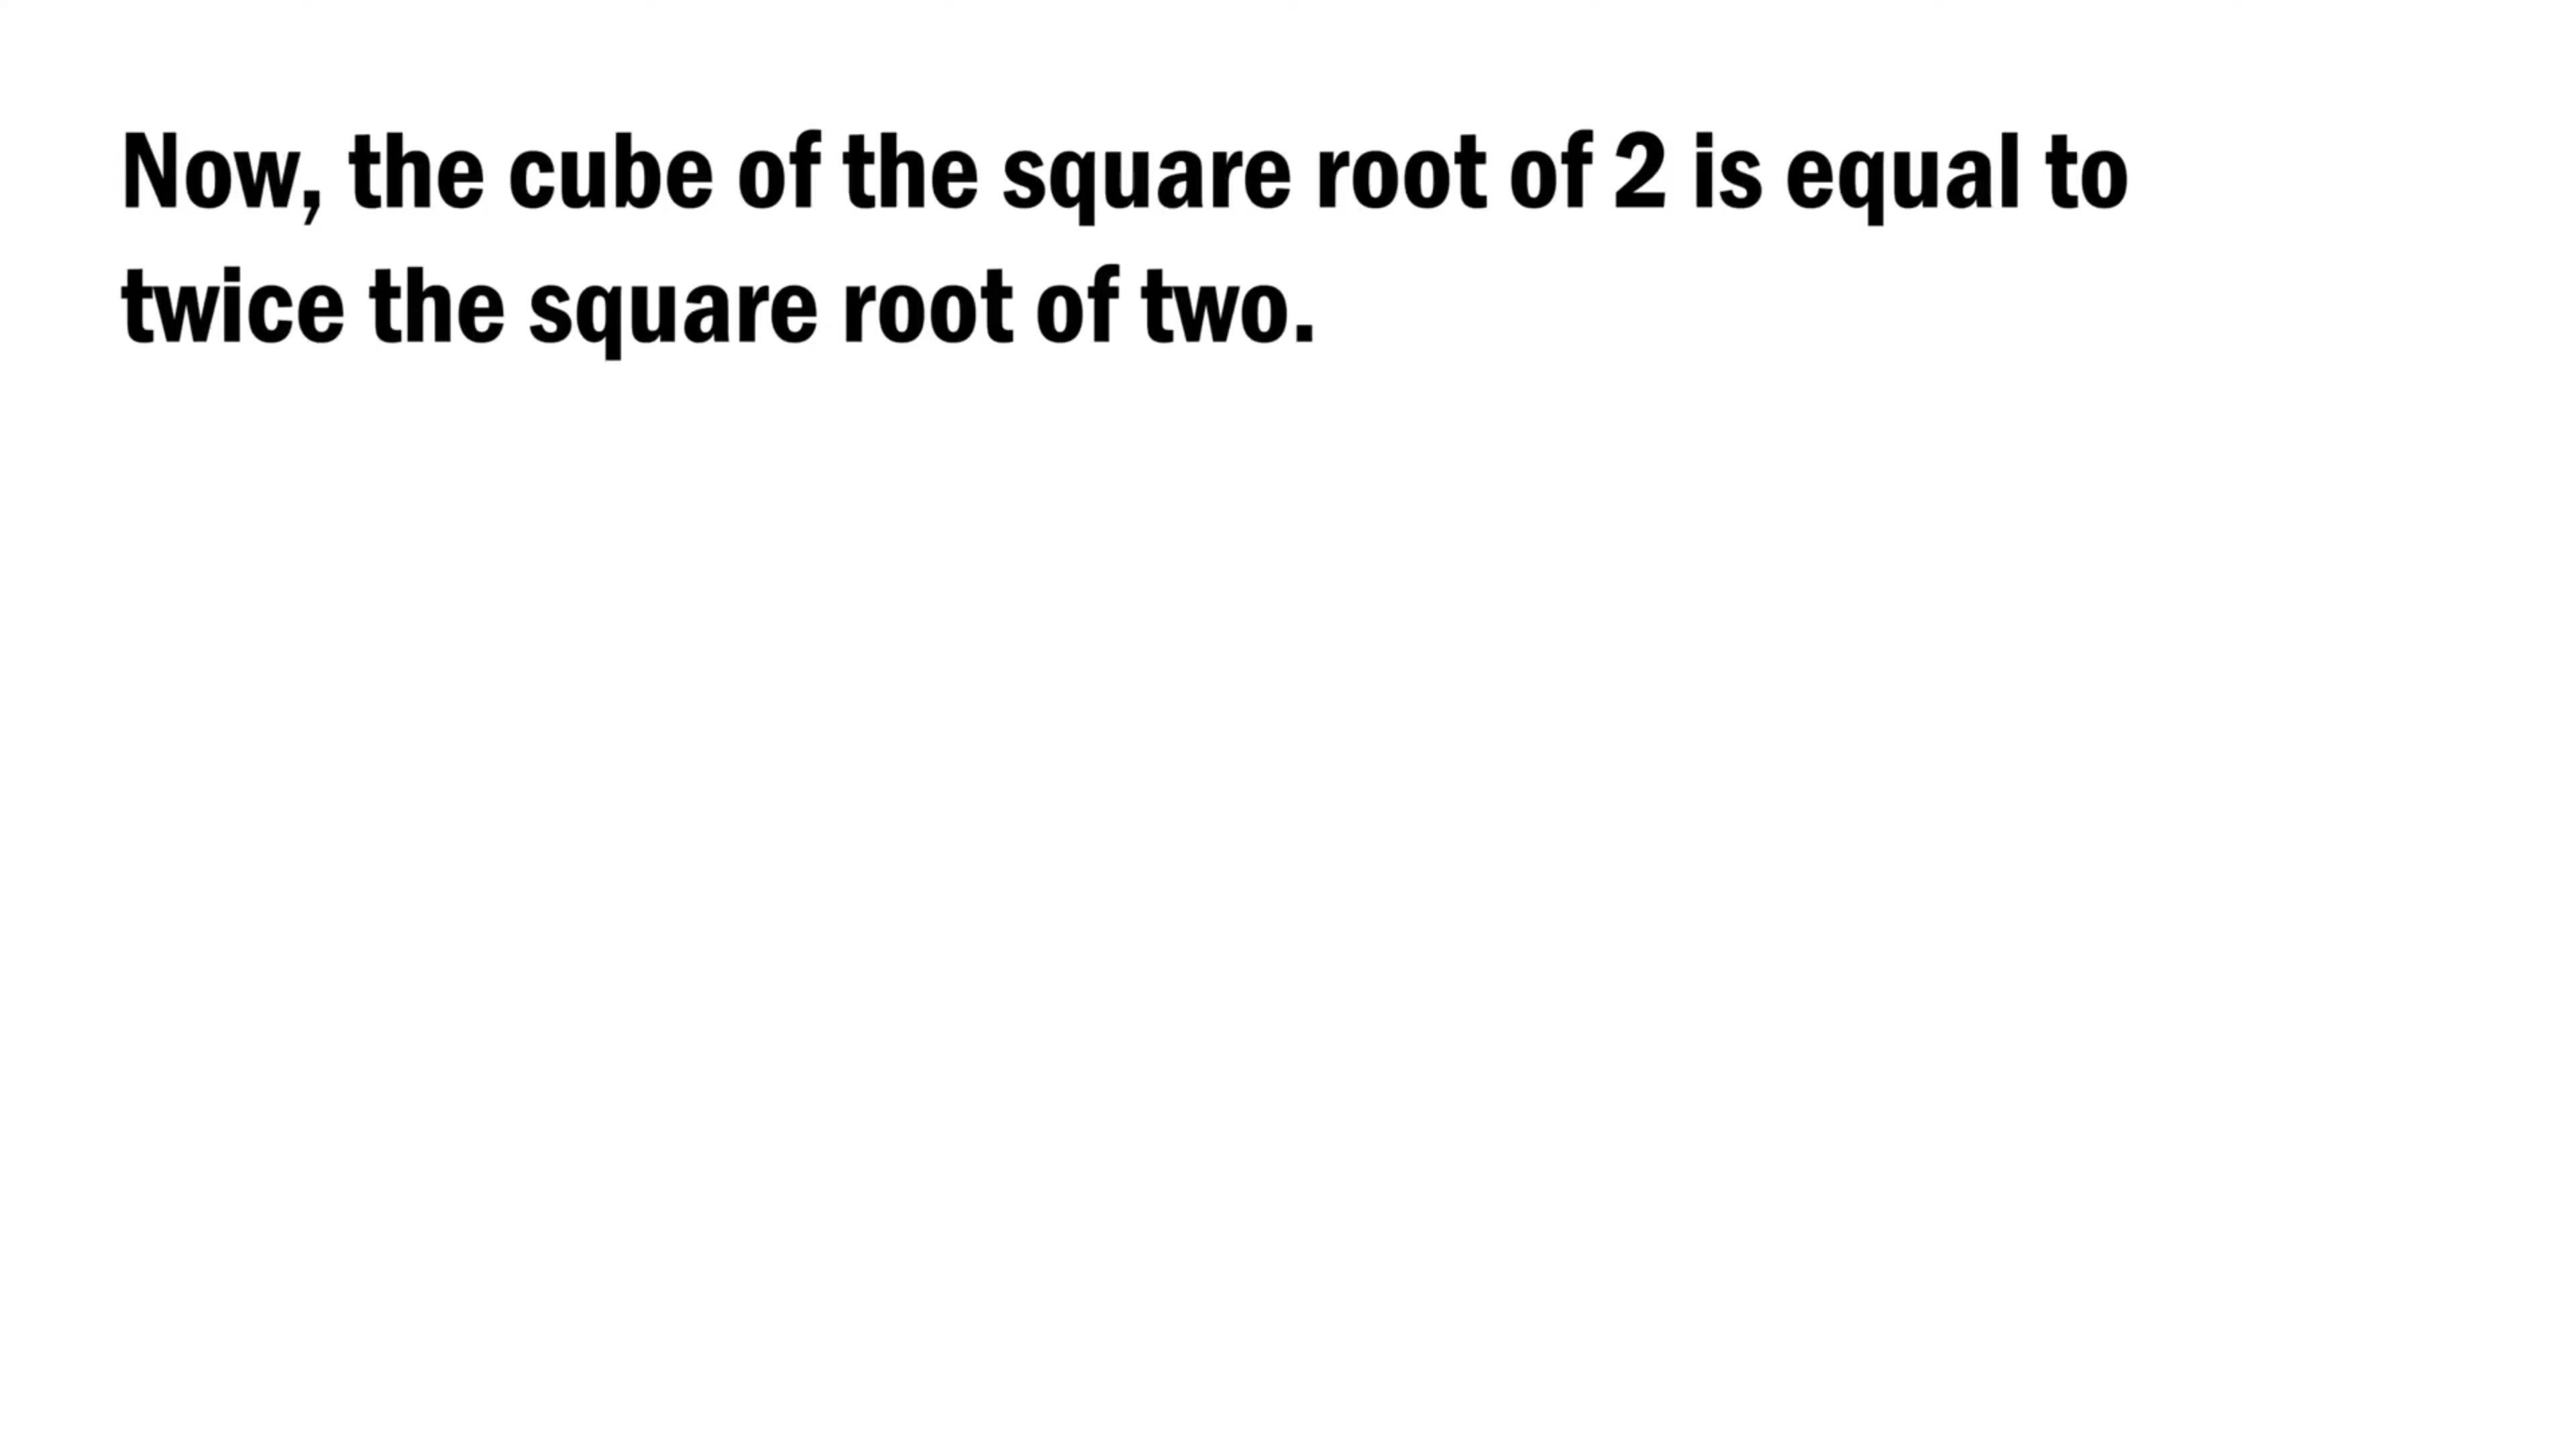 Now, the cube of the square root of 2 is equal to
twice the square root of two.